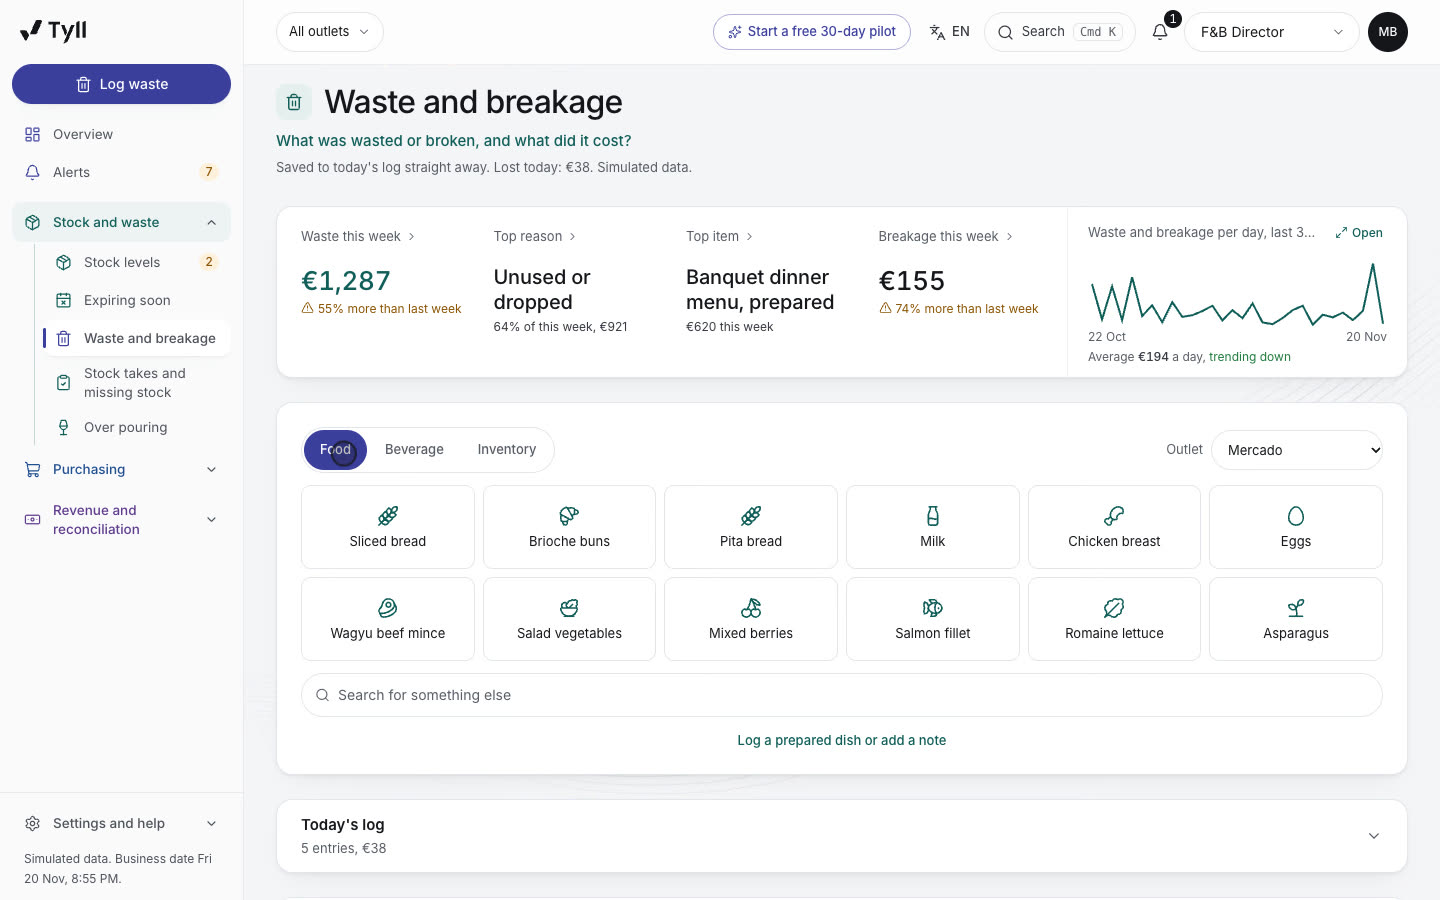 Tyll
Log waste
Overview
Alerts
7
Stock and waste
Stock levels
2
Expiring soon
Waste and breakage
Stock takes and
missing stock
Over pouring
Purchasing
Revenue and
reconciliation
Settings and help
Simulated data. Business date Fri
20 Nov, 8:55 PM.
All outlets
Start a free 30-day pilot
EN
Search
Cmd K
1
F&B Director
MB
Waste and breakage
What was wasted or broken, and what did it cost?
Saved to today's log straight away. Lost today: €38. Simulated data.
Waste this week
€1,287
55% more than last week
Top reason
Unused or
dropped
64% of this week, €921
Top item
Banquet dinner
menu, prepared
€620 this week
Breakage this week
€155
74% more than last week
Waste and breakage per day, last 3...
Open
22 Oct
20 Nov
Average €194 a day, trending down
Food
Beverage
Inventory
Outlet
Mercado
Sliced bread
Brioche buns
Pita bread
Milk
Chicken breast
Eggs
Wagyu beef mince
Salad vegetables
Mixed berries
Salmon fillet
Romaine lettuce
Asparagus
Search for something else
Log a prepared dish or add a note
Today's log
5 entries, €38